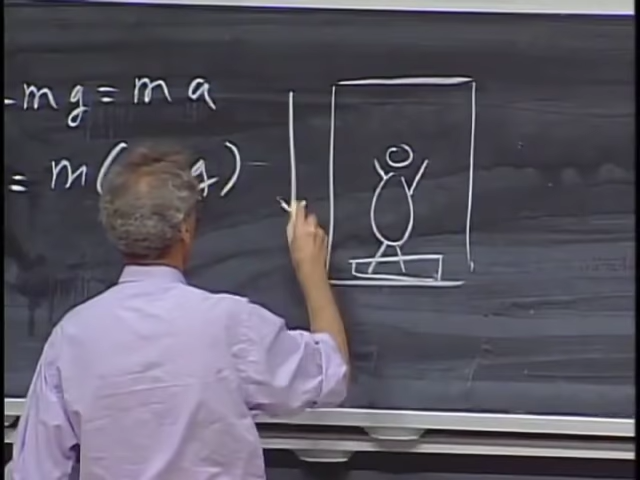 -mg = ma
= m( g)